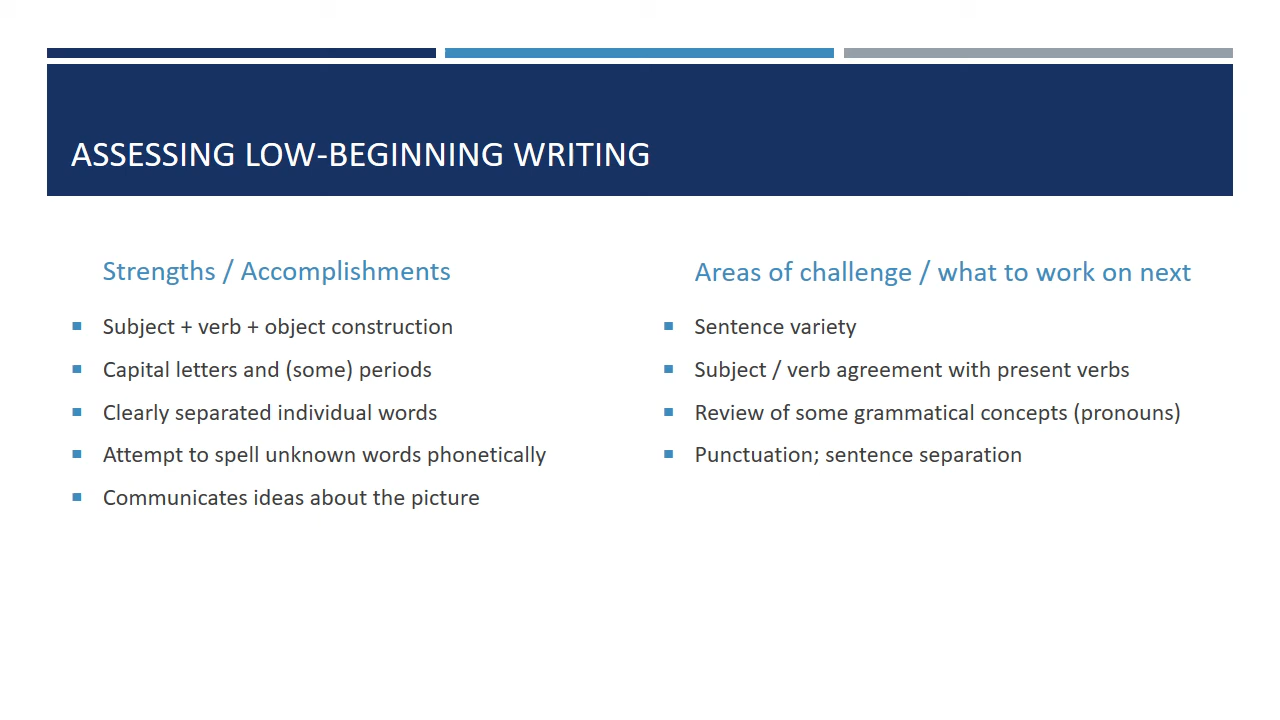 ASSESSING LOW-BEGINNING WRITING
Strengths / Accomplishments
Subject + verb + object construction
Capital letters and (some) periods
Clearly separated individual words
Attempt to spell unknown words phonetically
Communicates ideas about the picture
Areas of challenge / what to work on next
Sentence variety
Subject / verb agreement with present verbs
Review of some grammatical concepts (pronouns)
Punctuation; sentence separation